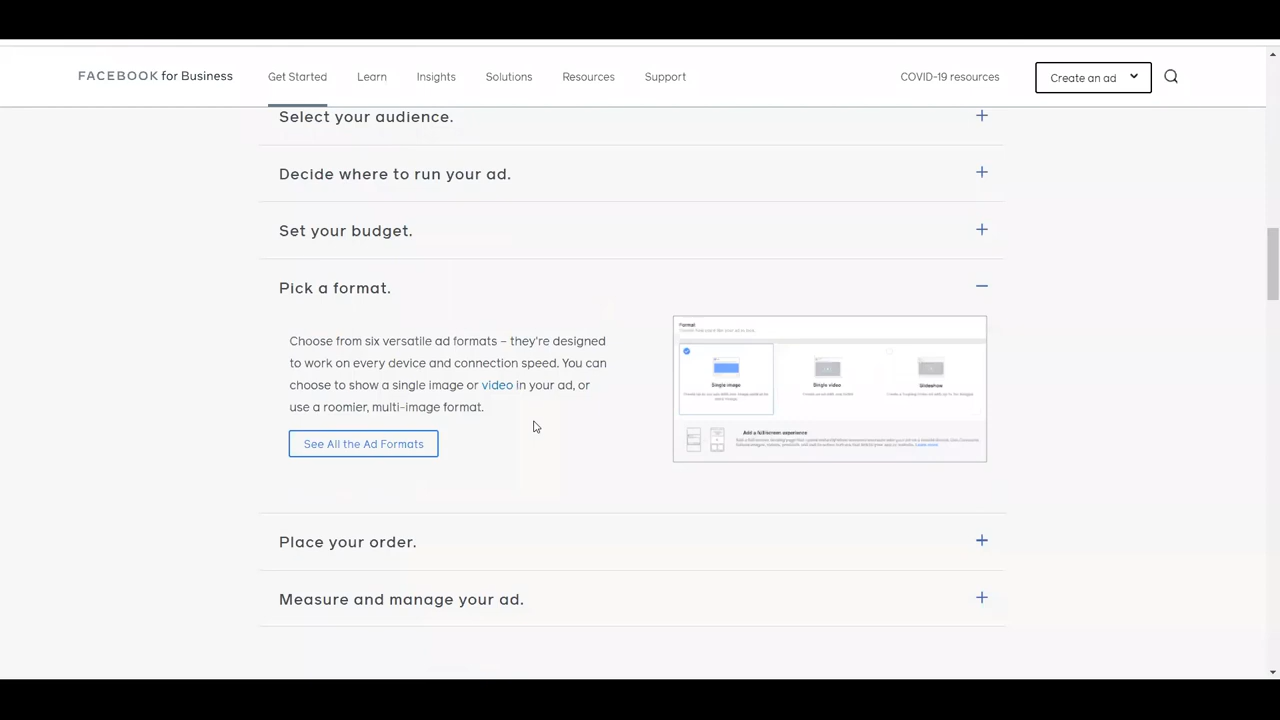 FACEBOOK for Business
Get Started
Learn
Insights
Solutions
Resources
Support
COVID-19 resources
Create an ad
Select your audience.
Decide where to run your ad.
Set your budget.
Pick a format.
Choose from six versatile ad formats – they're designed
to work on every device and connection speed. You can
choose to show a single image or video in your ad, or
use a roomier, multi-image format.
See All the Ad Formats
Format
Single image
Single video
Slideshow
Add a full-screen experience
Place your order.
Measure and manage your ad.